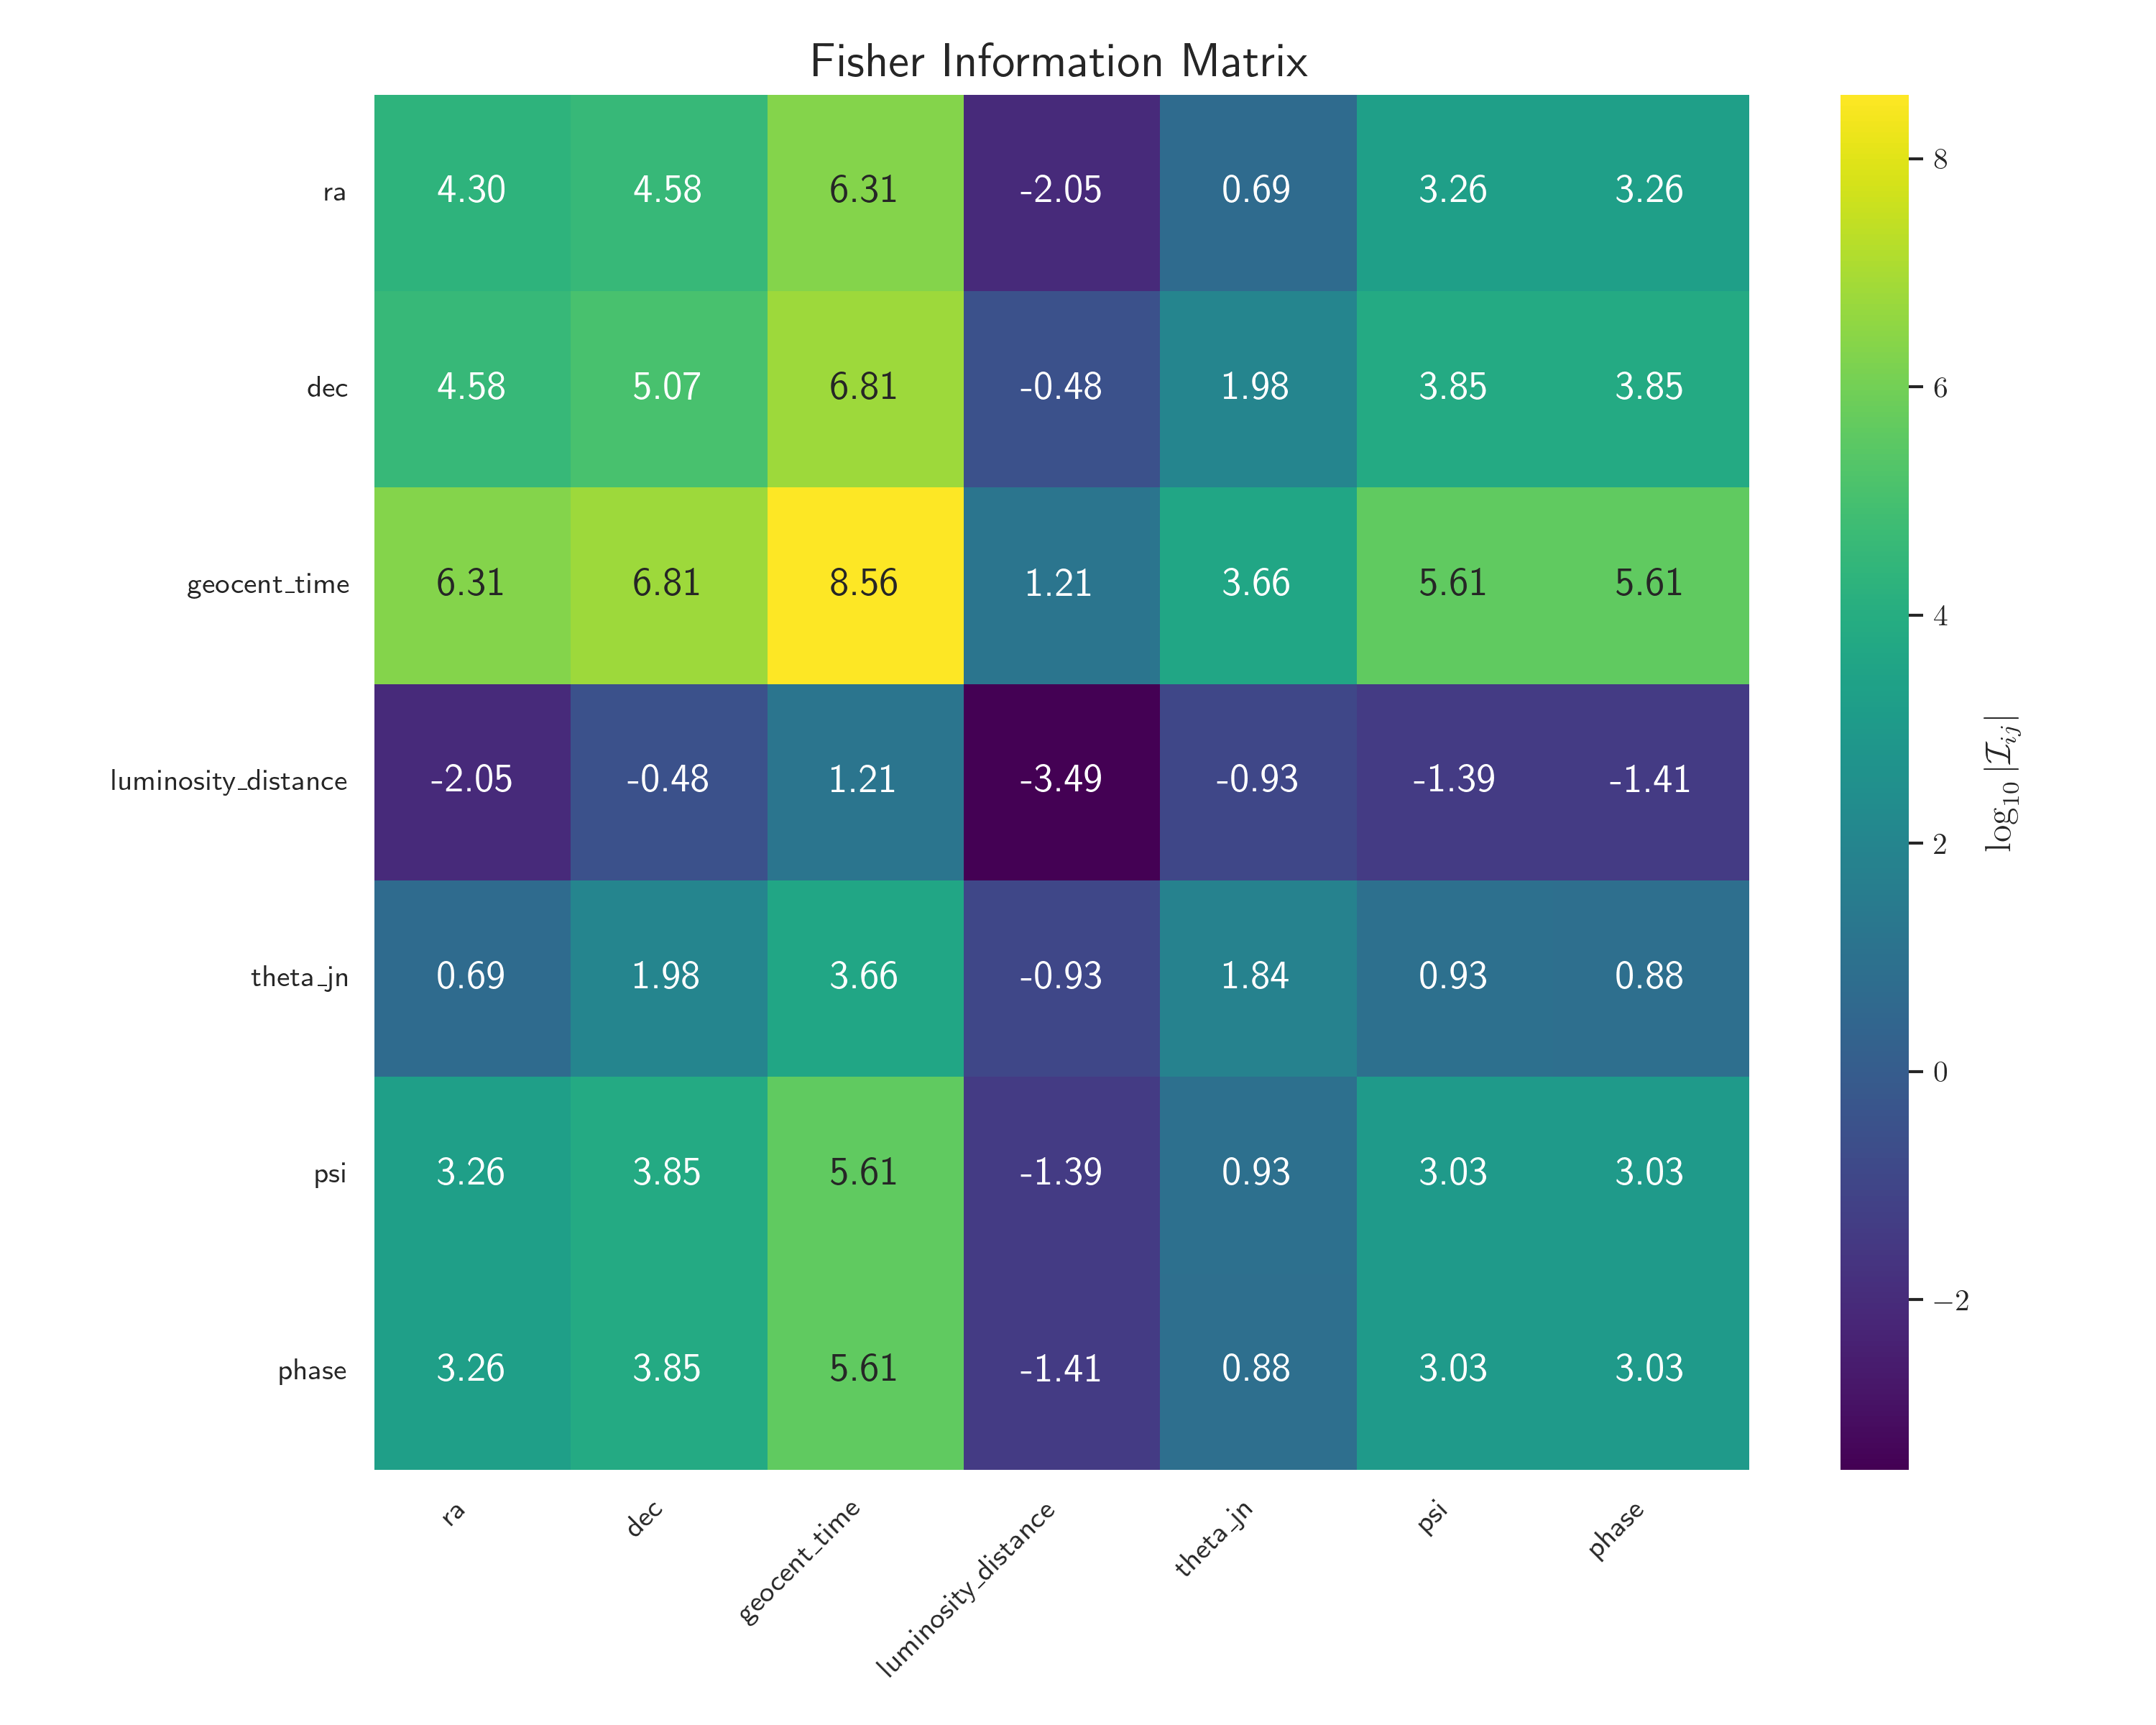 Fisher Information Matrix
ra 4.30 4.58 6.31 -2.05 0.69 3.26 3.26
dec 4.58 5.07 6.81 -0.48 1.98 3.85 3.85
geocent_time 6.31 6.81 8.56 1.21 3.66 5.61 5.61
luminosity_distance -2.05 -0.48 1.21 -3.49 -0.93 -1.39 -1.41
theta_jn 0.69 1.98 3.66 -0.93 1.84 0.93 0.88
psi 3.26 3.85 5.61 -1.39 0.93 3.03 3.03
phase 3.26 3.85 5.61 -1.41 0.88 3.03 3.03
ra dec geocent_time luminosity_distance theta_jn psi phase
8
6
4
2
0
−2
log₁₀ |ℐᵢⱼ|